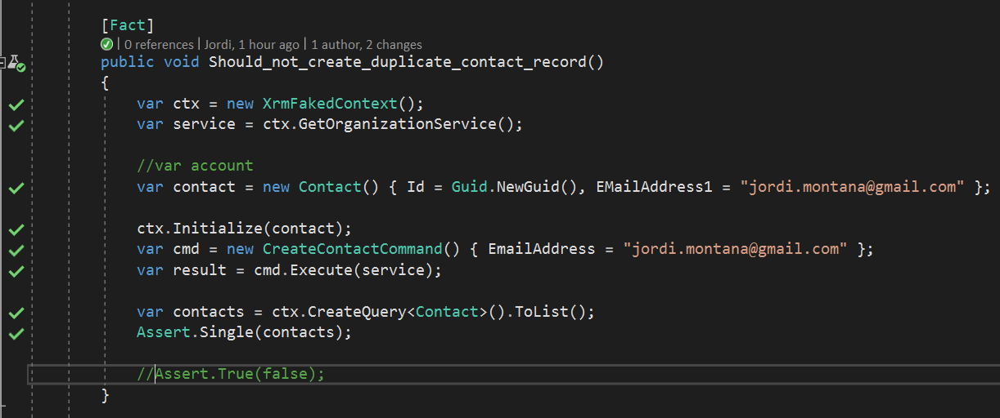 [Fact]
| 0 references | Jordi, 1 hour ago | 1 author, 2 changes
public void Should_not_create_duplicate_contact_record()
{
var ctx = new XrmFakedContext();
var service = ctx.GetOrganizationService();
//var account
var contact = new Contact() { Id = Guid.NewGuid(), EMailAddress1 = "jordi.montana@gmail.com" };
ctx.Initialize(contact);
var cmd = new CreateContactCommand() { EmailAddress = "jordi.montana@gmail.com" };
var result = cmd.Execute(service);
var contacts = ctx.CreateQuery<Contact>().ToList();
Assert.Single(contacts);
//Assert.True(false);
}